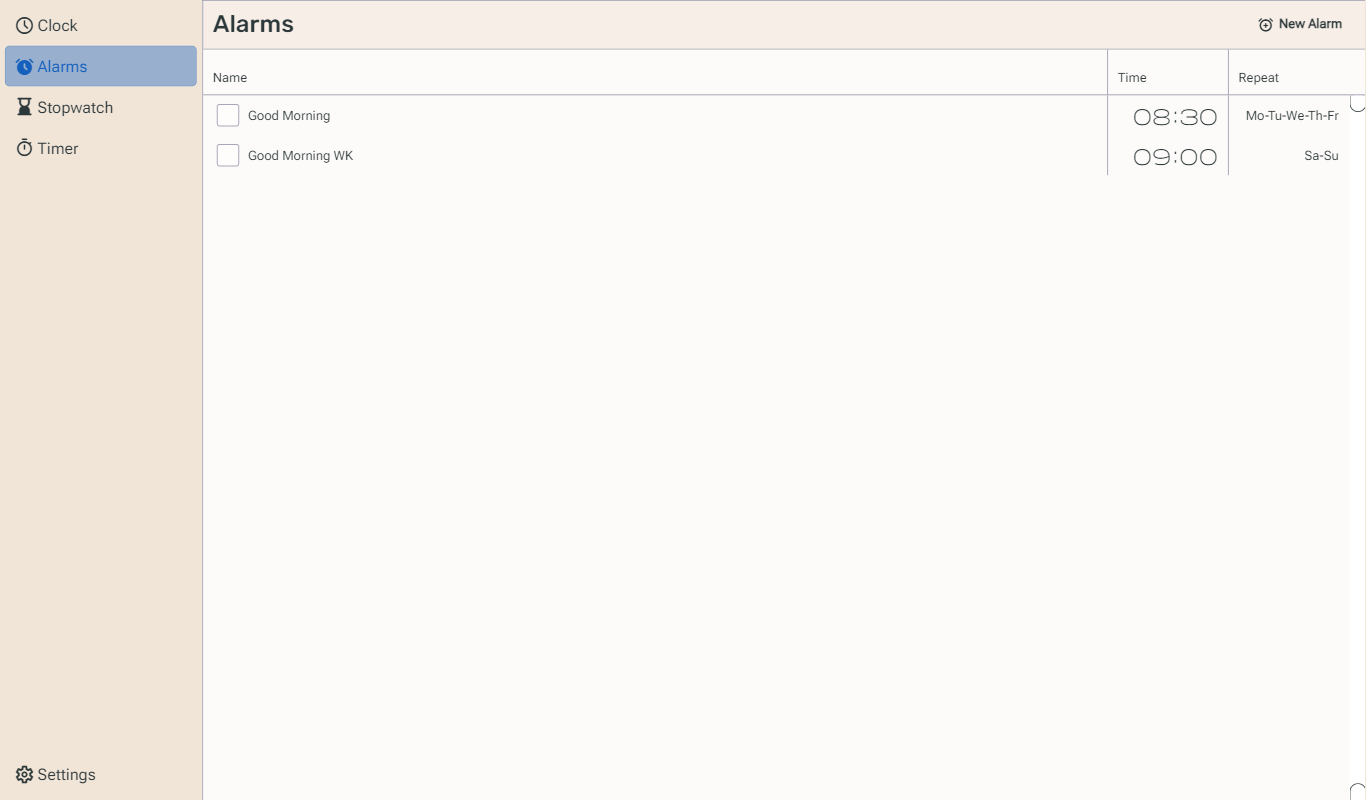 Clock
Alarms
Stopwatch
Timer
Settings
Alarms
New Alarm
Name
Time
Repeat
Good Morning
08:30
Mo-Tu-We-Th-Fr
Good Morning WK
09:00
Sa-Su